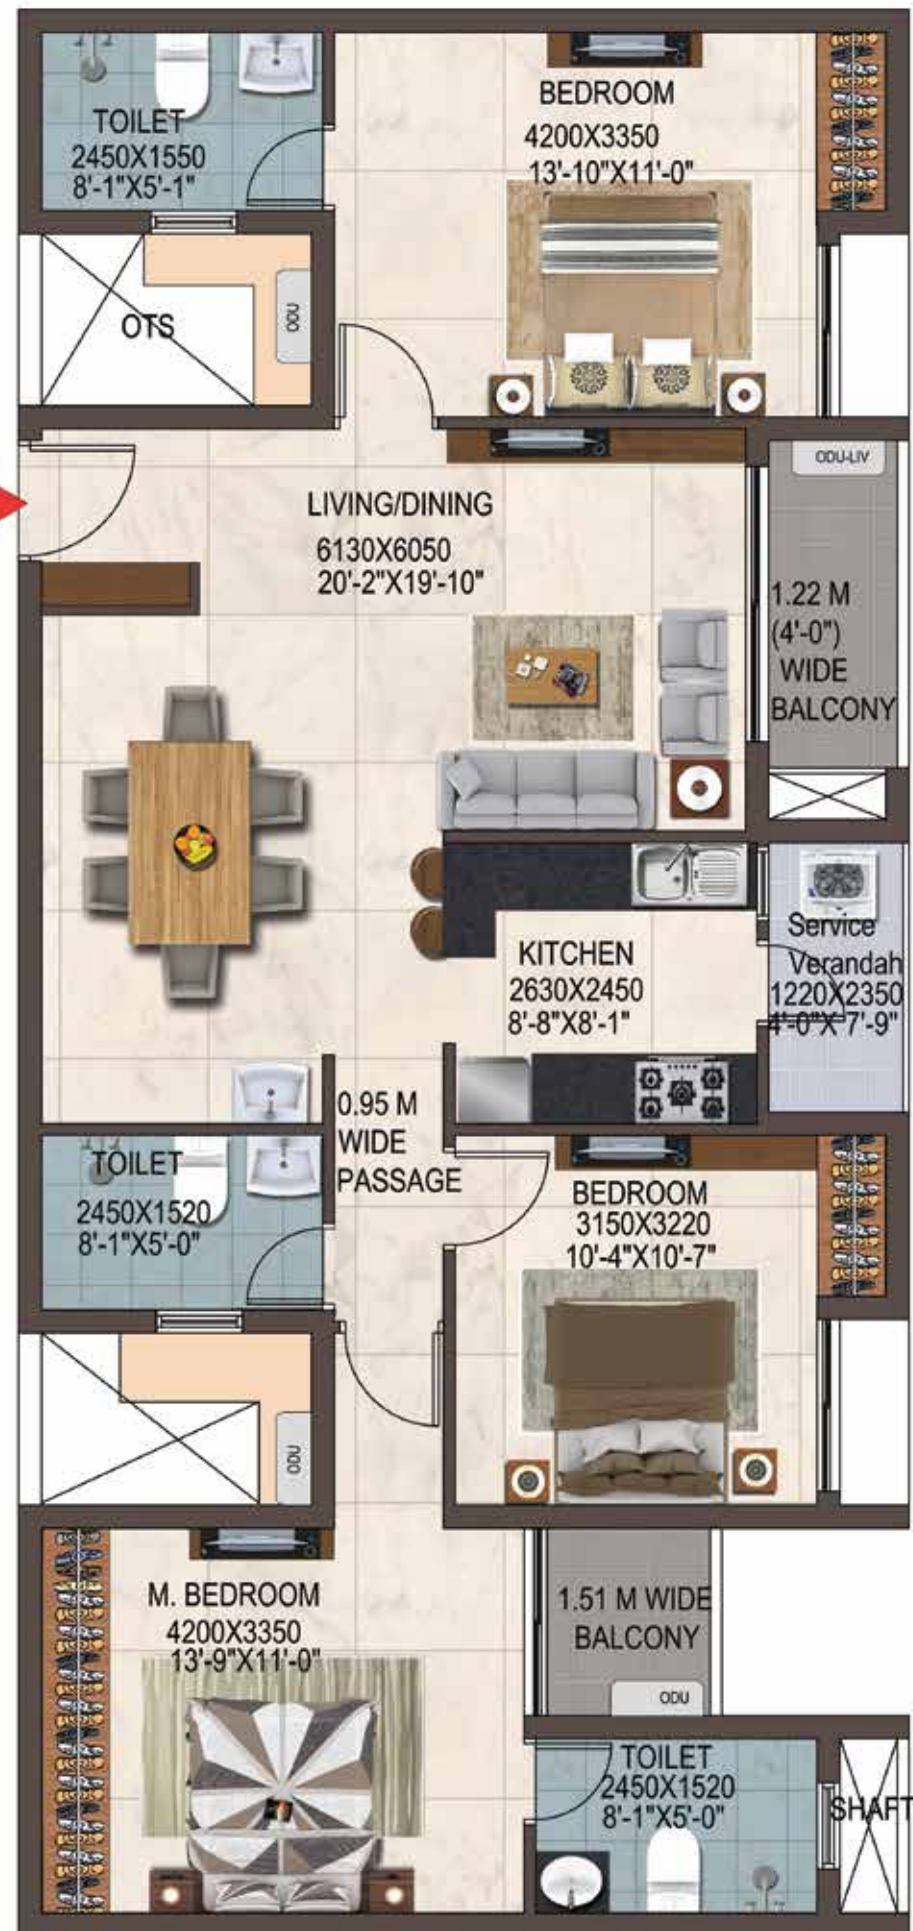 TOILET
2450X1550
8'-1"X5'-1"
BEDROOM
4200X3350
13'-10"X11'-0"
OTS
ODU
LIVING/DINING
6130X6050
20'-2"X19'-10"
ODU-LIV
1.22 M
(4'-0")
WIDE
BALCONY
KITCHEN
2630X2450
8'-8"X8'-1"
Service
Verandah
1220X2350
4'-0"X 7'-9"
0.95 M
WIDE
PASSAGE
TOILET
2450X1520
8'-1"X5'-0"
BEDROOM
3150X3220
10'-4"X10'-7"
ODU
M. BEDROOM
4200X3350
13'-9"X11'-0"
1.51 M WIDE
BALCONY
ODU
TOILET
2450X1520
8'-1"X5'-0"
SHAFT